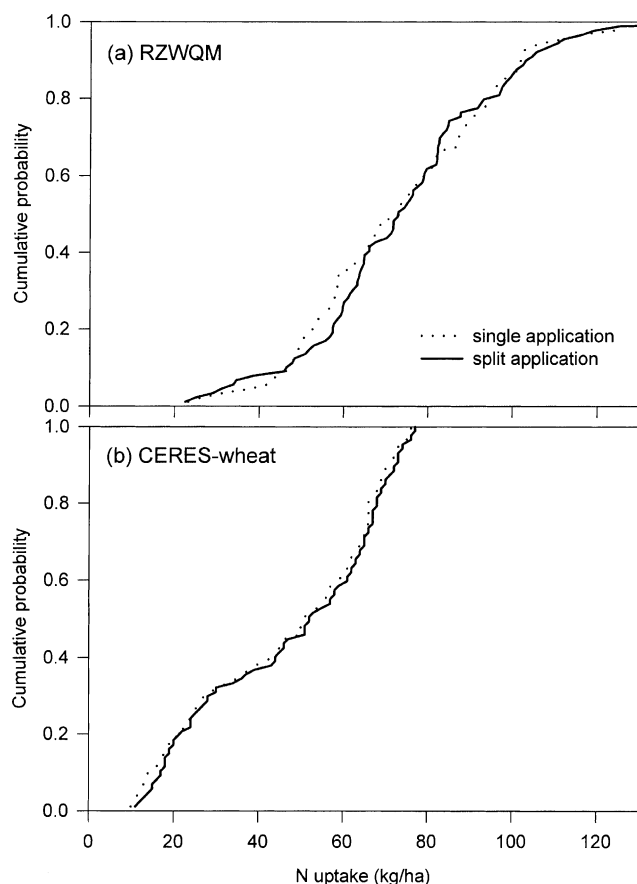 1.0
(a) RZWQM
0.8
0.6
Cumulative probability
0.4
0.2
single application
split application
0.0
1.0
(b) CERES-wheat
0.8
0.6
Cumulative probability
0.4
0.2
0.0
0 20 40 60 80 100 120
N uptake (kg/ha)